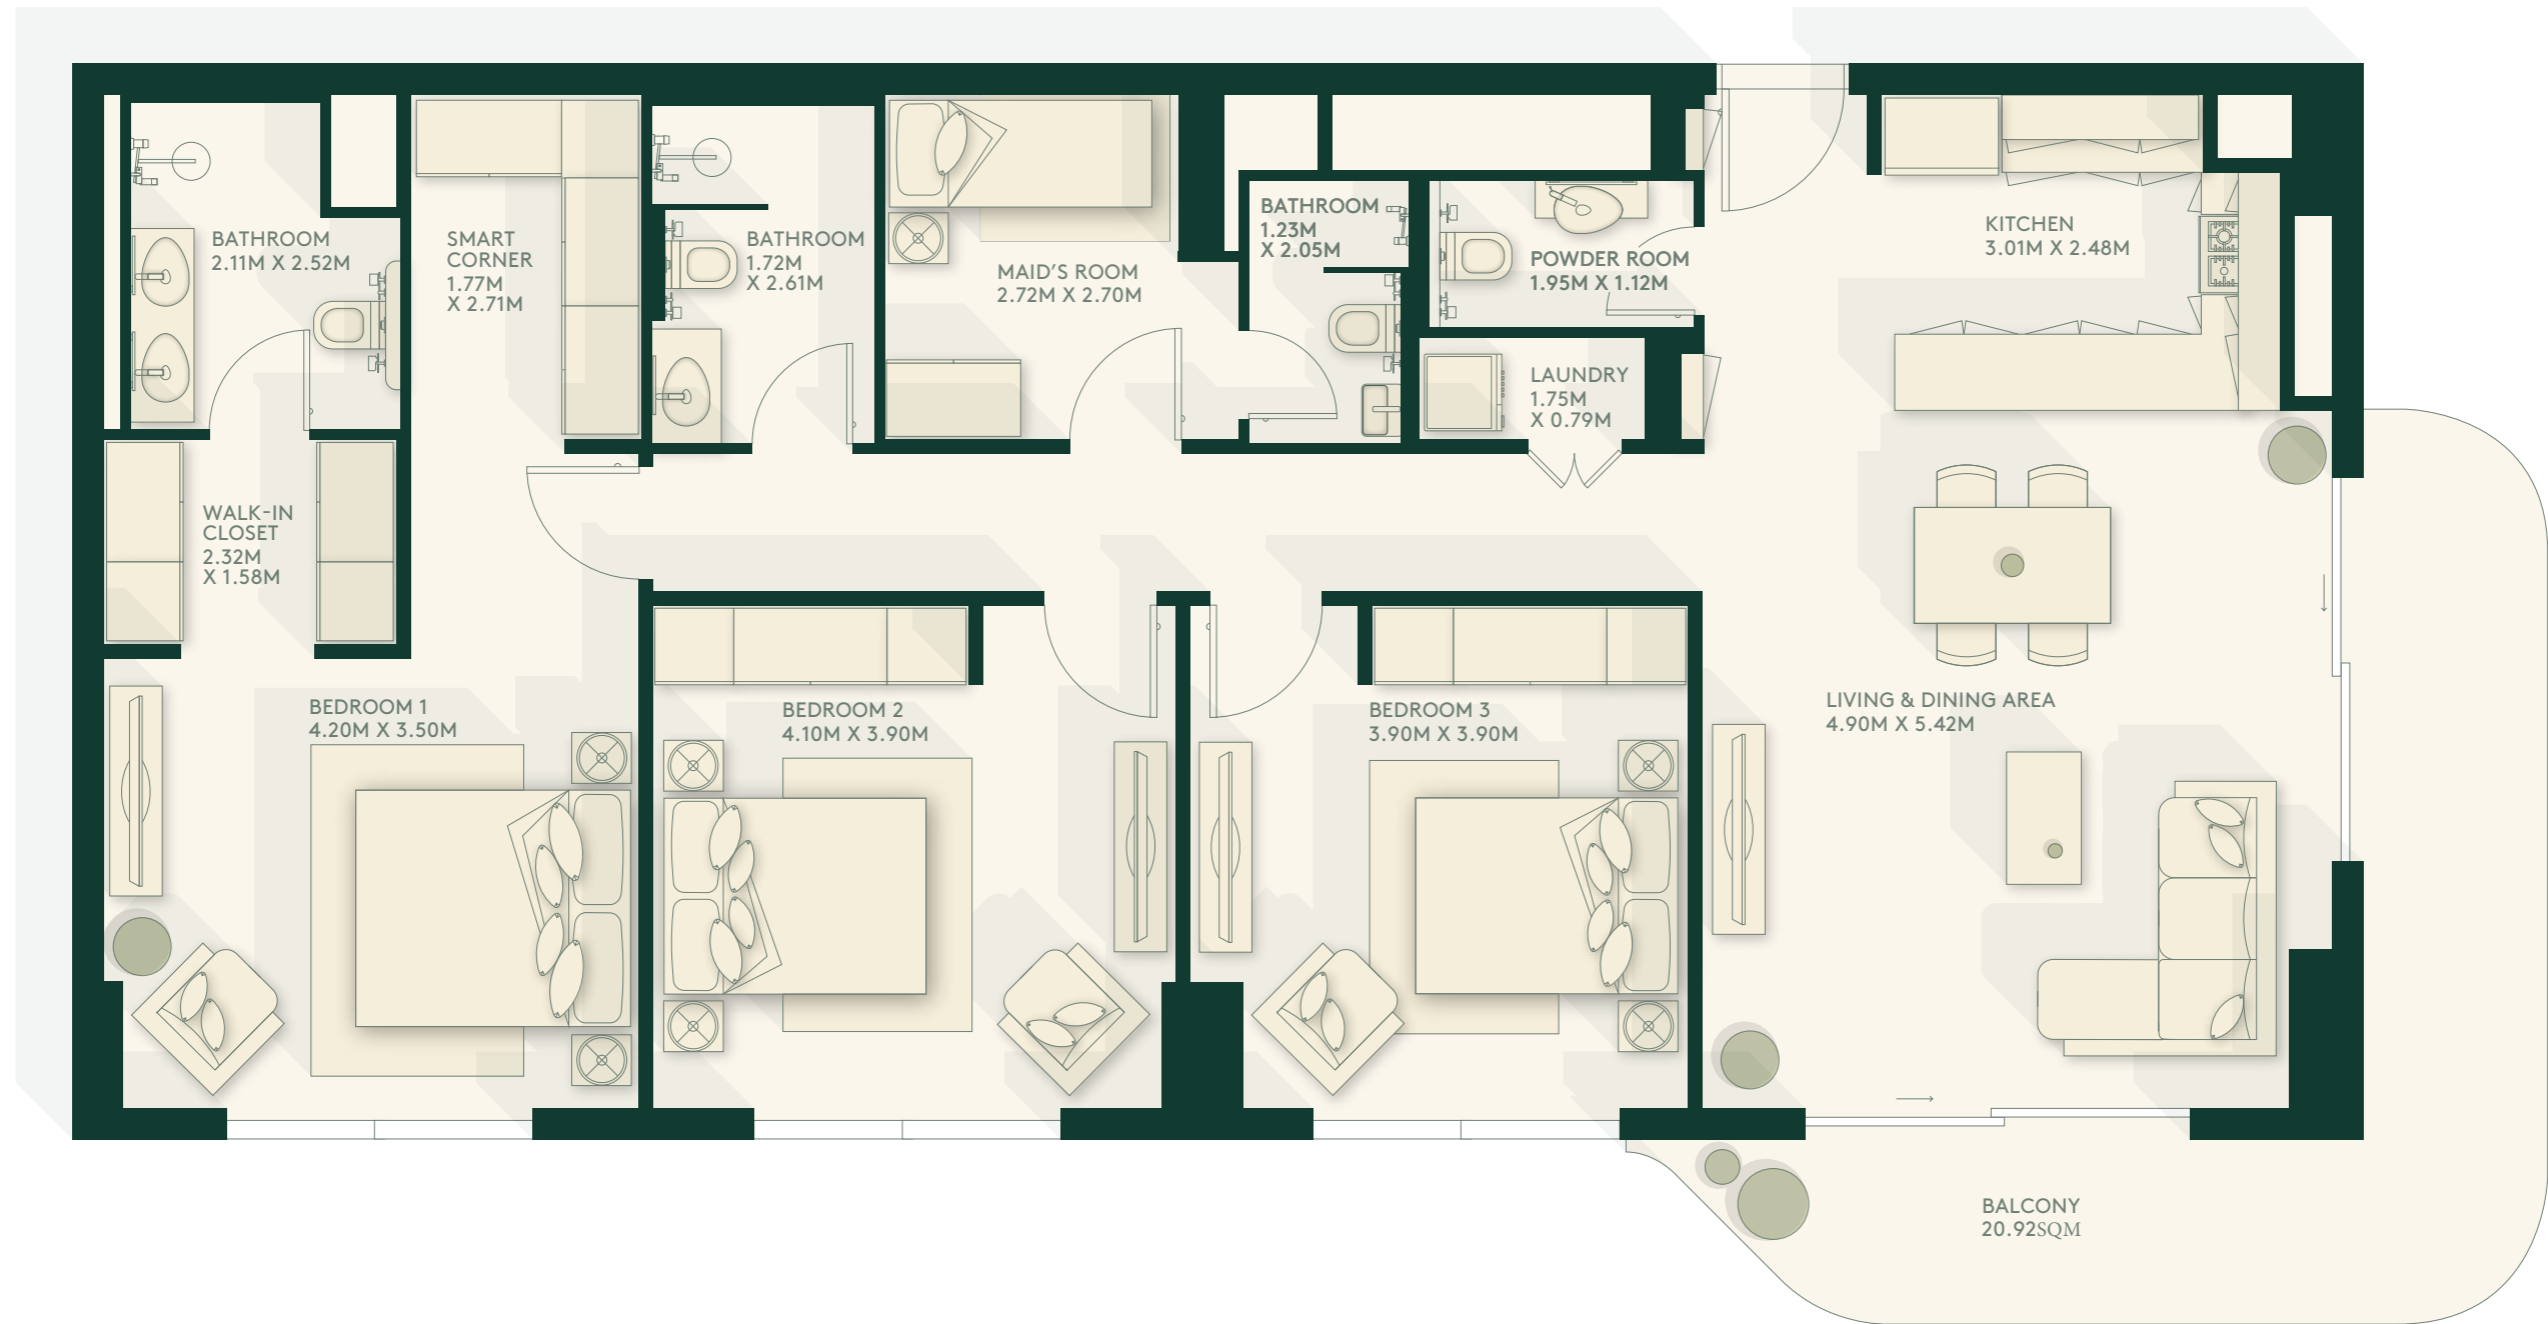 BATHROOM
2.11M X 2.52M
SMART
CORNER
1.77M
X 2.71M
BATHROOM
1.72M
X 2.61M
MAID'S ROOM
2.72M X 2.70M
BATHROOM
1.23M
X 2.05M
POWDER ROOM
1.95M X 1.12M
KITCHEN
3.01M X 2.48M
LAUNDRY
1.75M
X 0.79M
WALK-IN
CLOSET
2.32M
X 1.58M
BEDROOM 1
4.20M X 3.50M
BEDROOM 2
4.10M X 3.90M
BEDROOM 3
3.90M X 3.90M
LIVING & DINING AREA
4.90M X 5.42M
BALCONY
20.92SQM